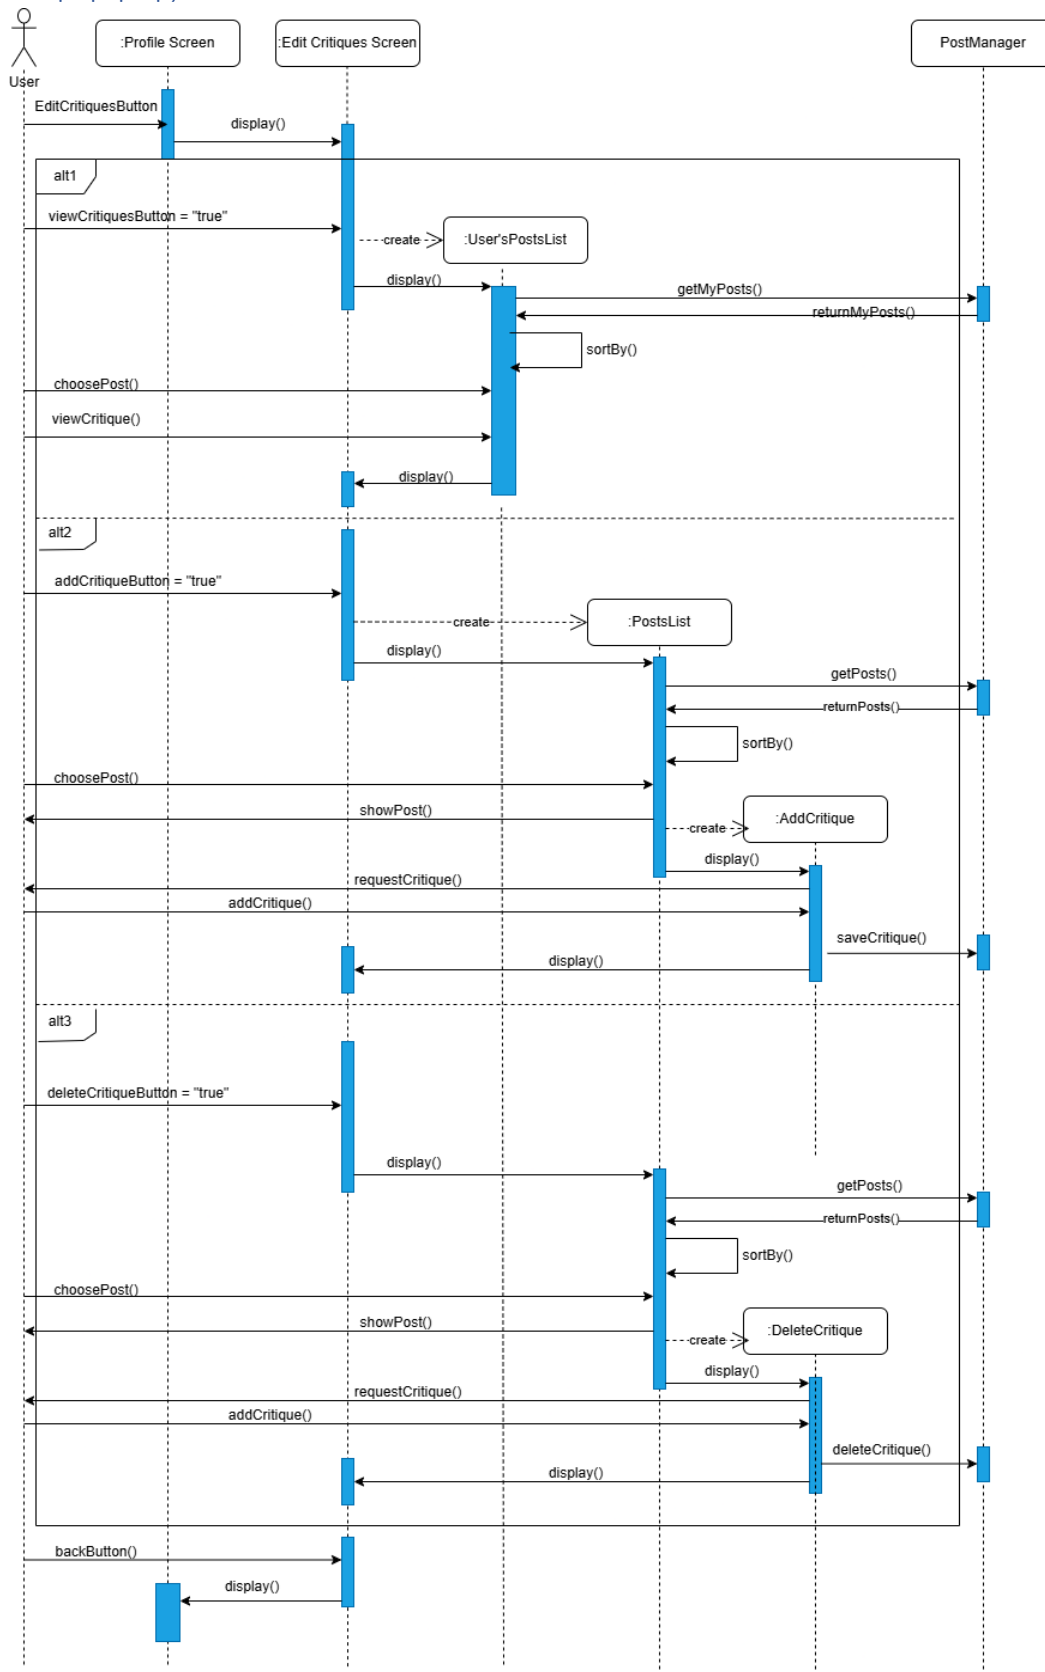 :Profile Screen
:Edit Critiques Screen
PostManager
User
EditCritiquesButton
display()
alt1
viewCritiquesButton = "true"
create
:User'sPostsList
display()
getMyPosts()
returnMyPosts()
sortBy()
choosePost()
viewCritique()
display()
alt2
addCritiqueButton = "true"
create
:PostsList
display()
getPosts()
returnPosts()
sortBy()
choosePost()
showPost()
create
:AddCritique
display()
requestCritique()
addCritique()
saveCritique()
display()
alt3
deleteCritiqueButton = "true"
display()
getPosts()
returnPosts()
sortBy()
choosePost()
showPost()
create
:DeleteCritique
display()
requestCritique()
addCritique()
deleteCritique()
display()
backButton()
display()